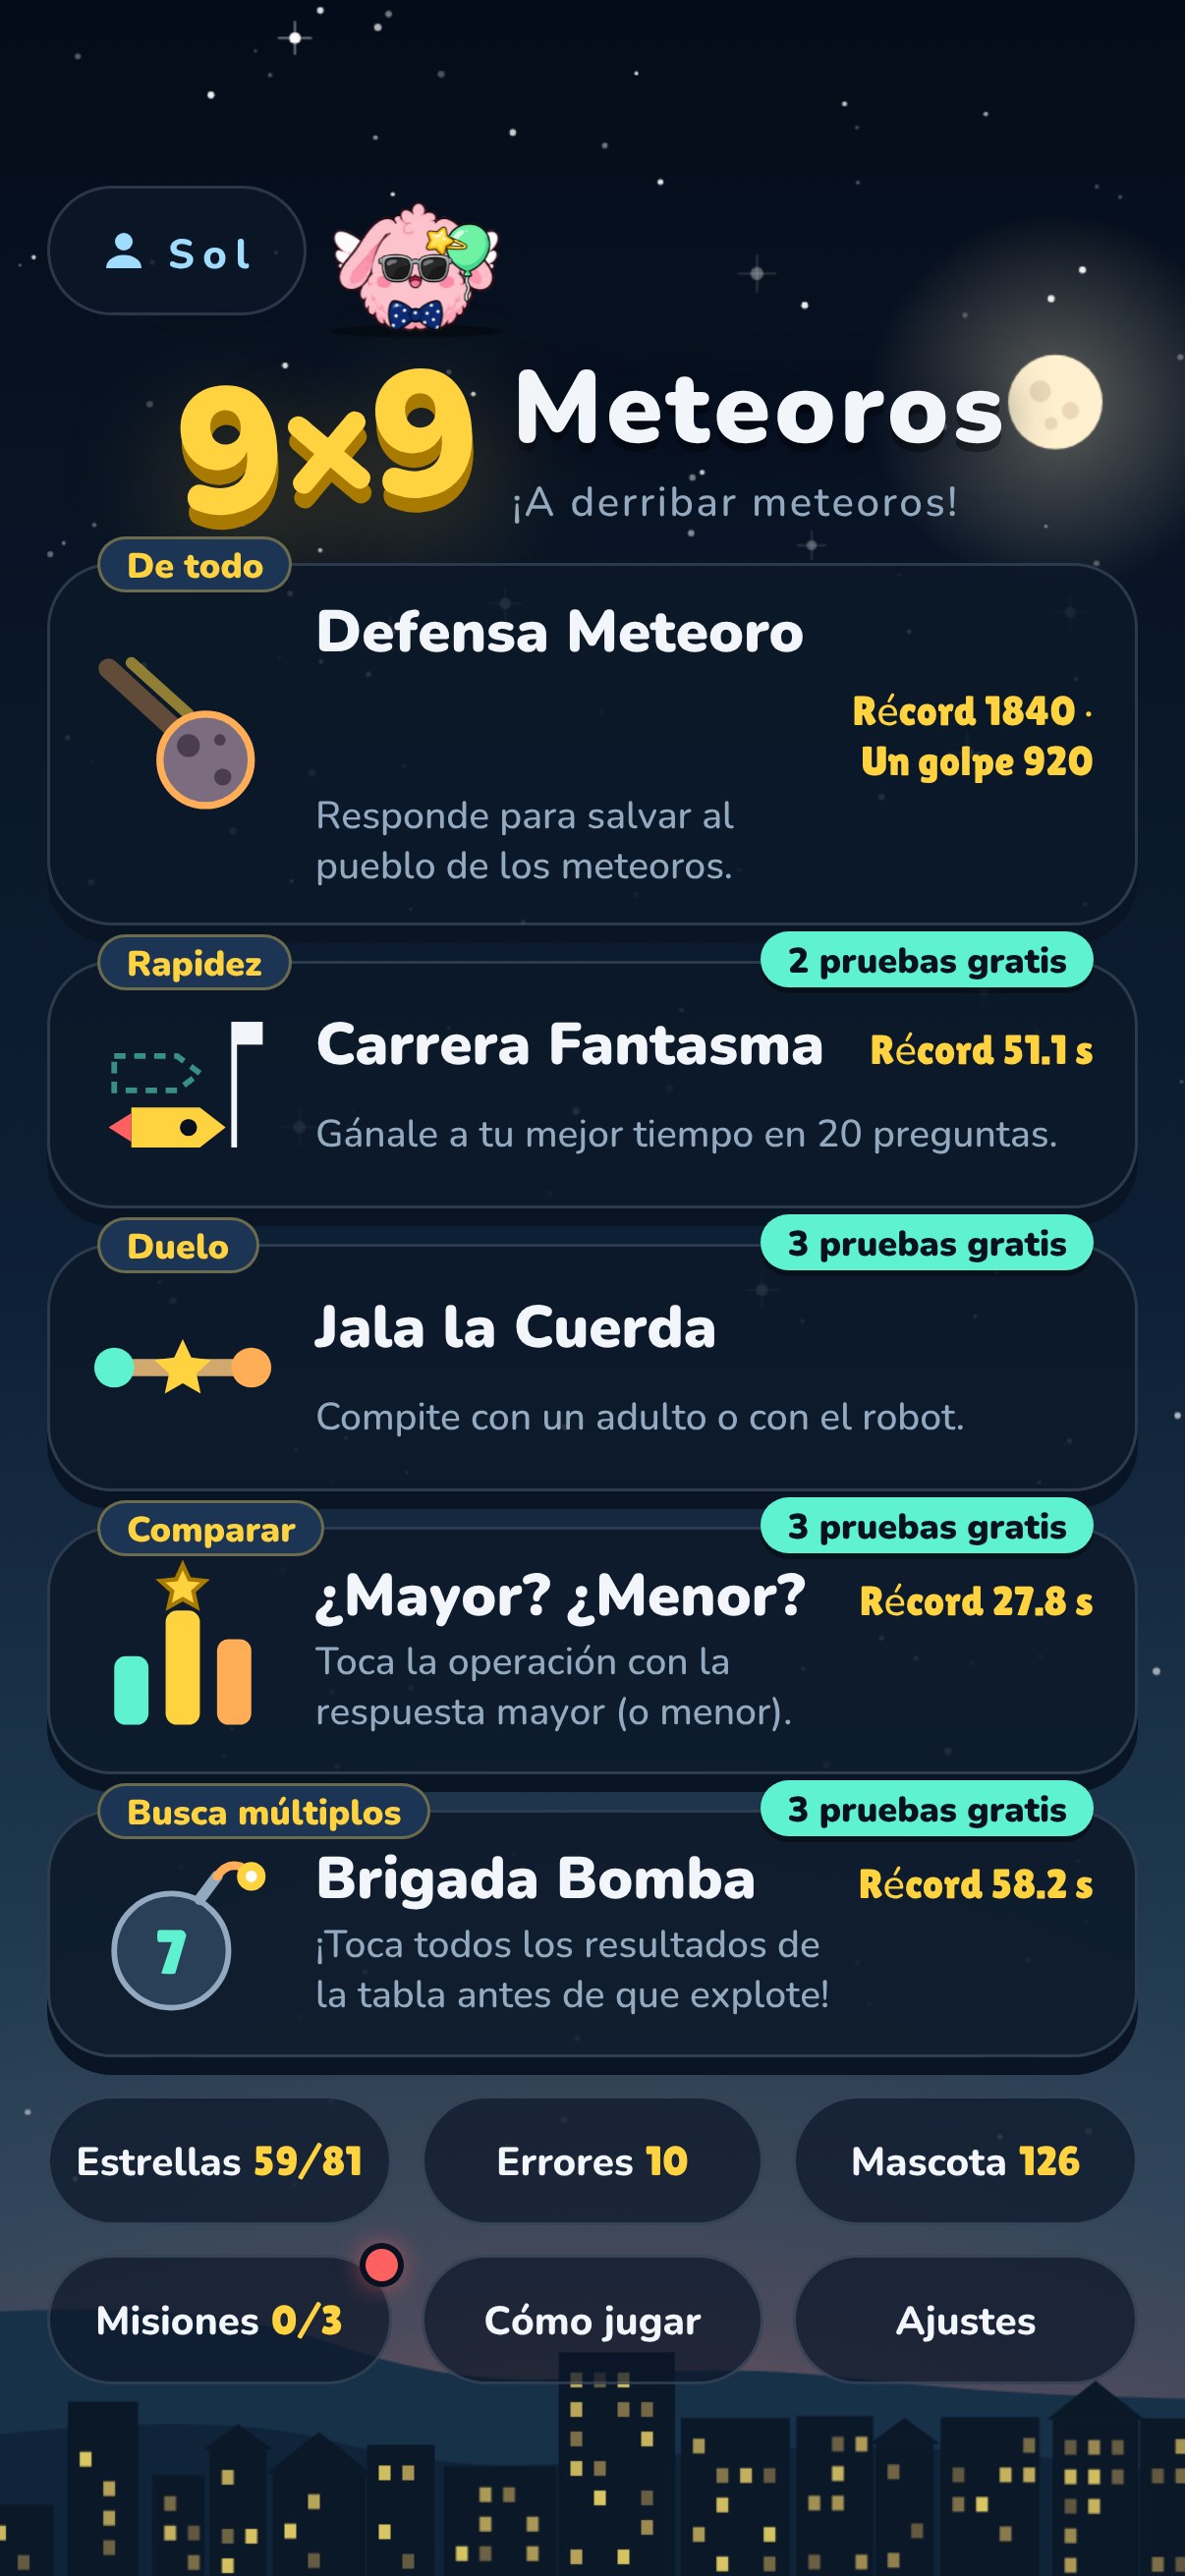 Sol
9×9 Meteoros
¡A derribar meteoros!
De todo
Defensa Meteoro
Récord 1840 ·
Un golpe 920
Responde para salvar al
pueblo de los meteoros.
Rapidez
2 pruebas gratis
Carrera Fantasma
Récord 51.1 s
Gánale a tu mejor tiempo en 20 preguntas.
Duelo
3 pruebas gratis
Jala la Cuerda
Compite con un adulto o con el robot.
Comparar
3 pruebas gratis
¿Mayor? ¿Menor?
Récord 27.8 s
Toca la operación con la
respuesta mayor (o menor).
Busca múltiplos
3 pruebas gratis
7
Brigada Bomba
Récord 58.2 s
¡Toca todos los resultados de
la tabla antes de que explote!
Estrellas 59/81
Errores 10
Mascota 126
Misiones 0/3
Cómo jugar
Ajustes